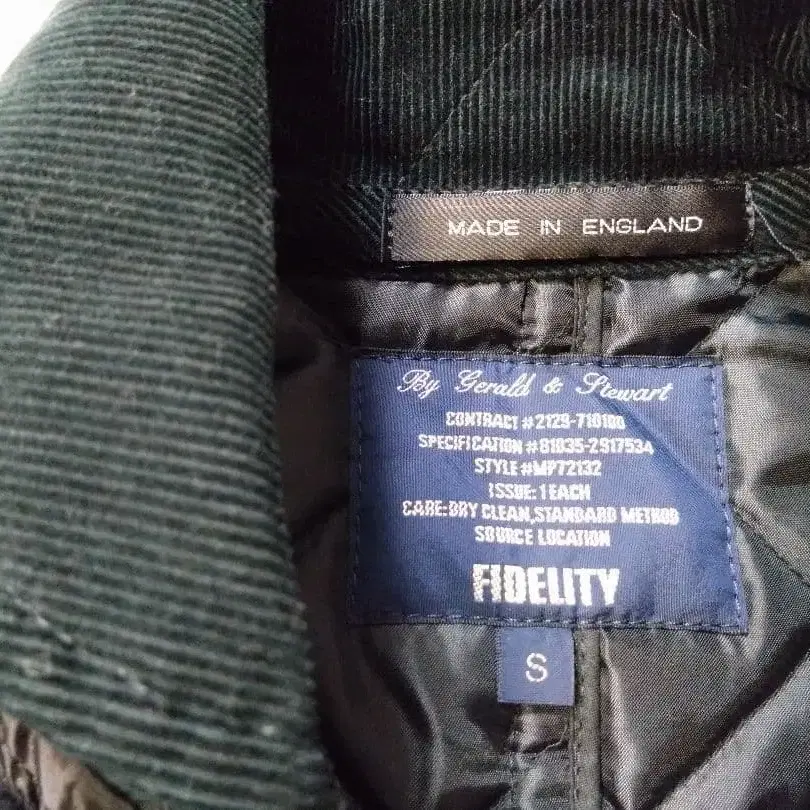 MADE IN ENGLAND
By Gerald & Stewart
CONTRACT #2129-710100
SPECIFICATION #81035-2917534
STYLE #MP72132
ISSUE: 1 EACH
CARE:DRY CLEAN,STANDARD METHOD
SOURCE LOCATION
FIDELITY
S